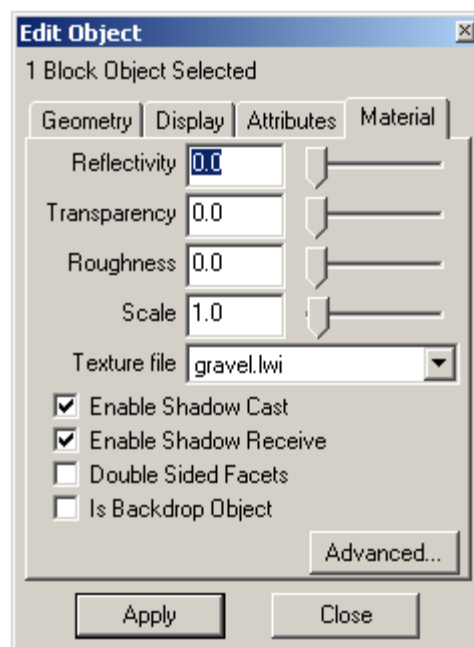 Edit Object
1 Block Object Selected
Geometry Display Attributes Material
Reflectivity 0.0
Transparency 0.0
Roughness 0.0
Scale 1.0
Texture file gravel.lwi
Enable Shadow Cast
Enable Shadow Receive
Double Sided Facets
Is Backdrop Object
Advanced...
Apply Close